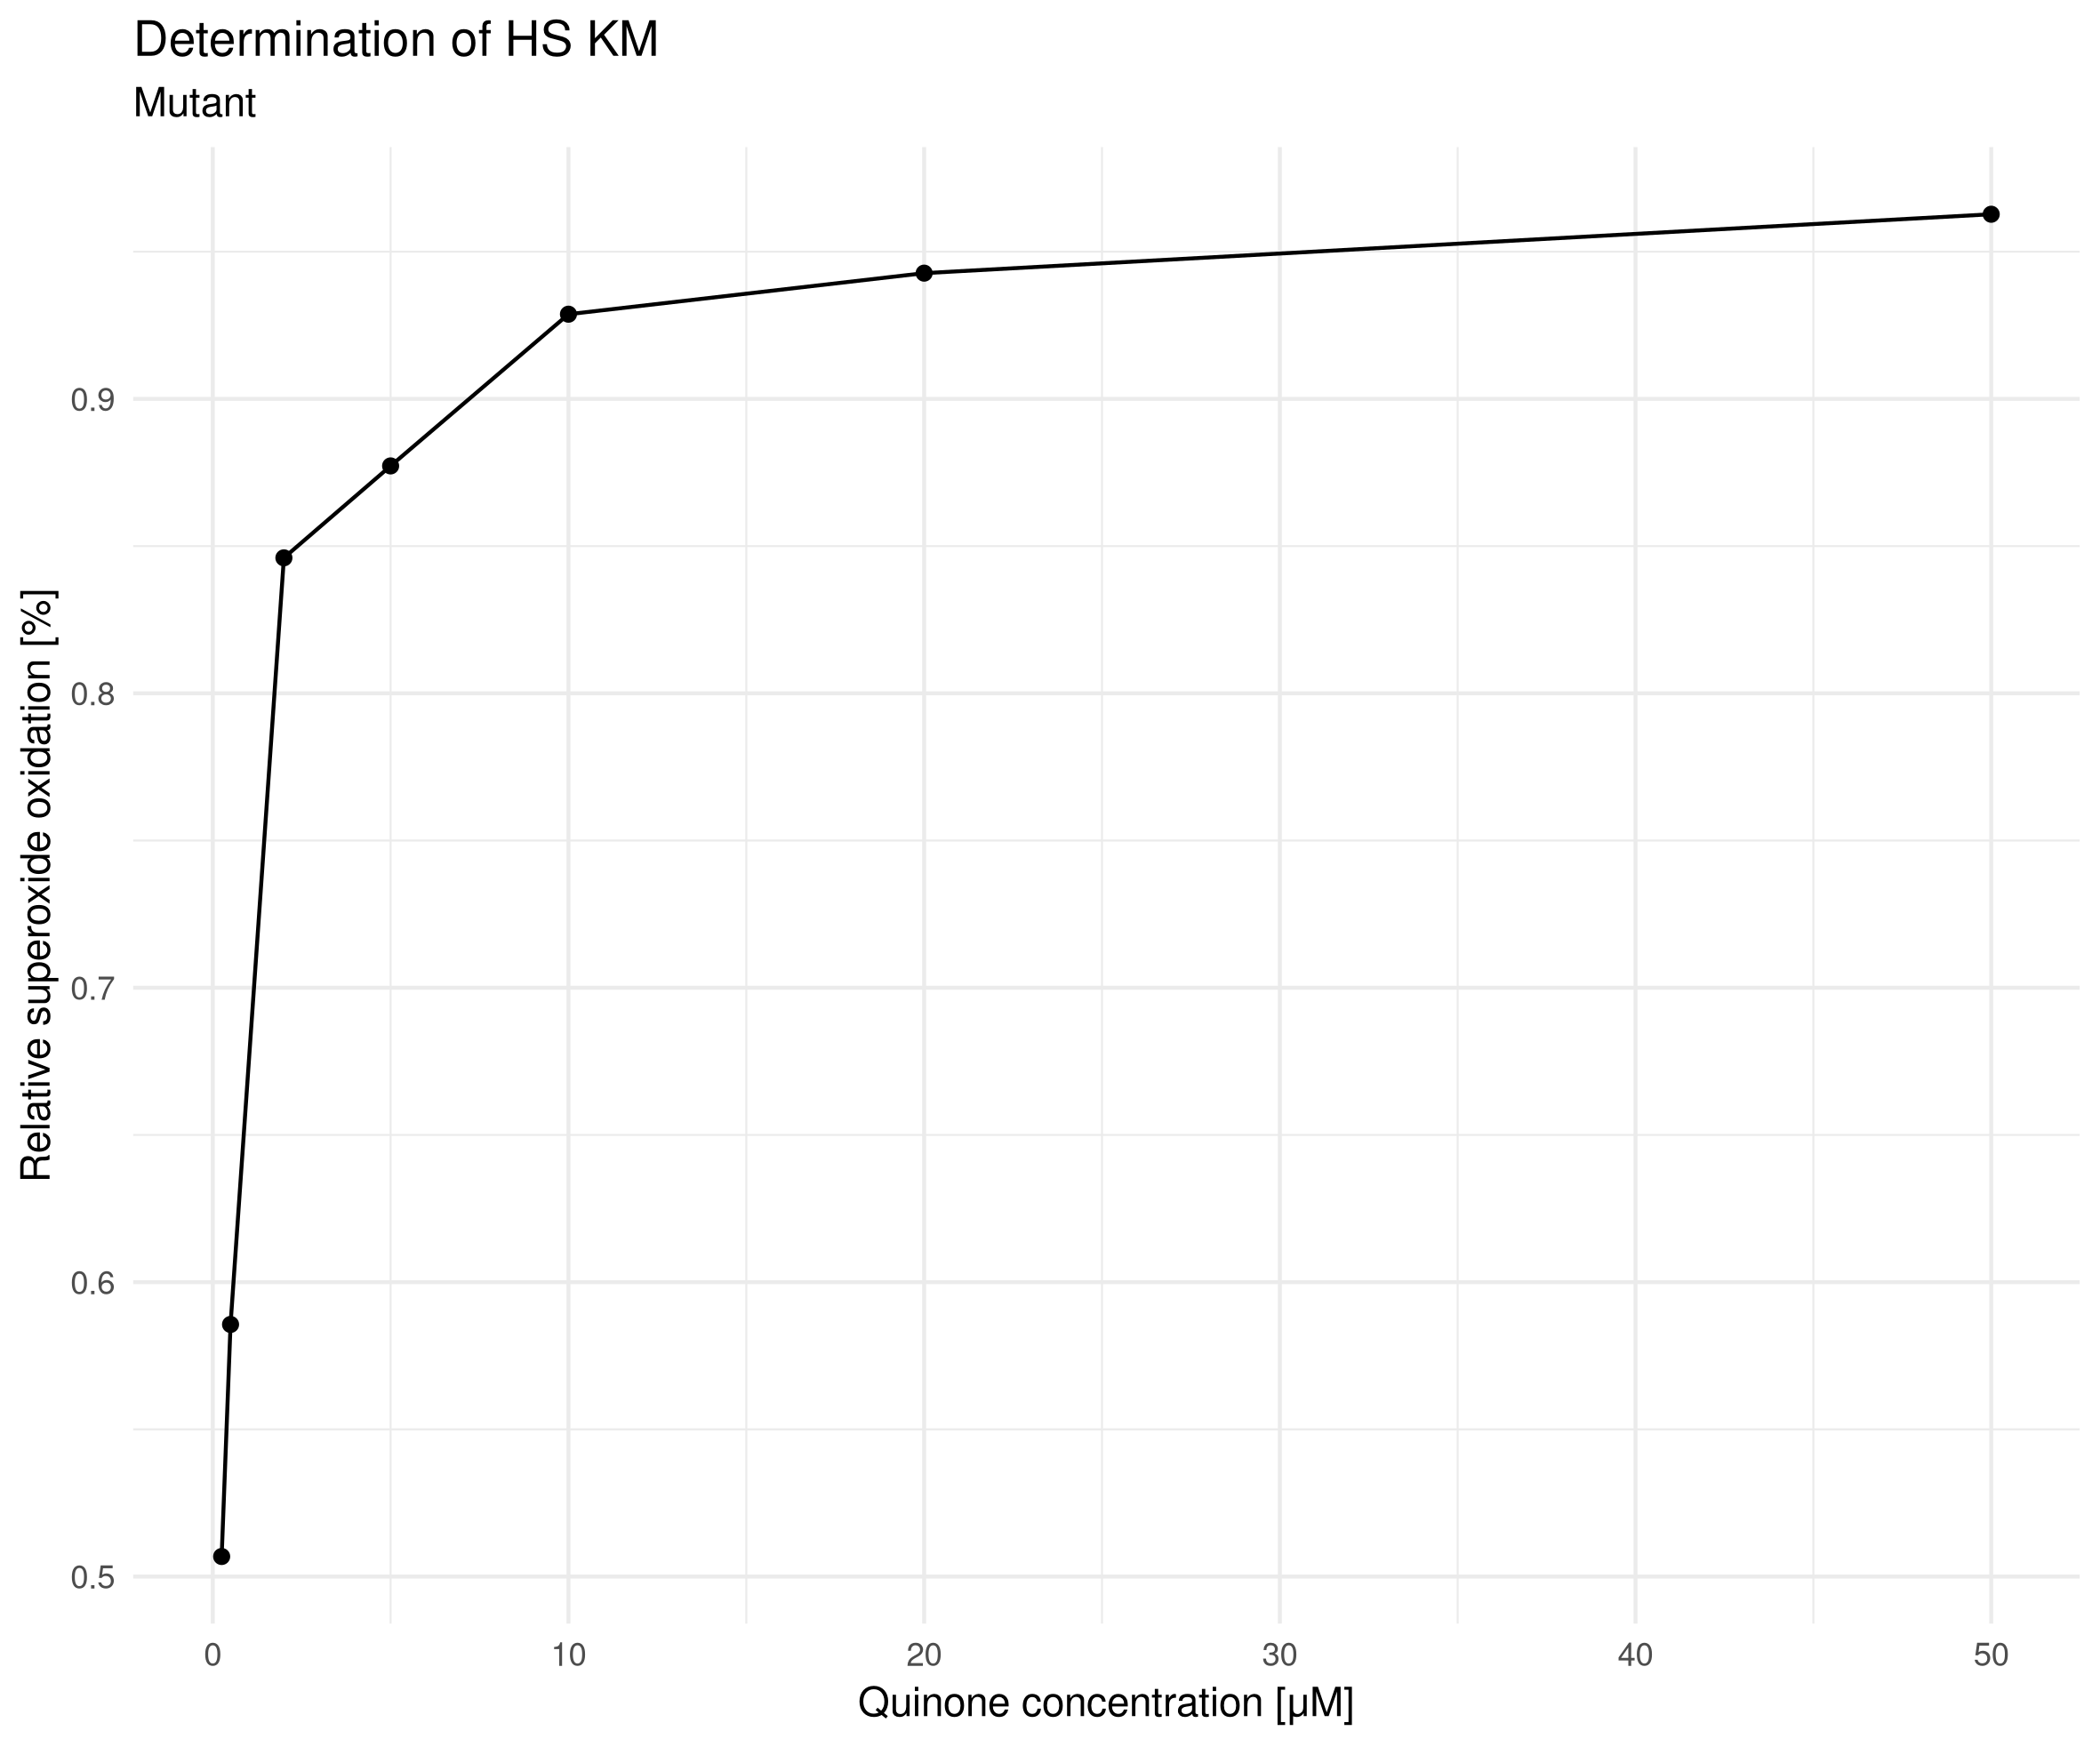 Determination of HS KM
Mutant
Relative superoxide oxidation [%]
0.9
0.8
0.7
0.6
0.5
0 10 20 30 40 50
Quinone concentration [µM]